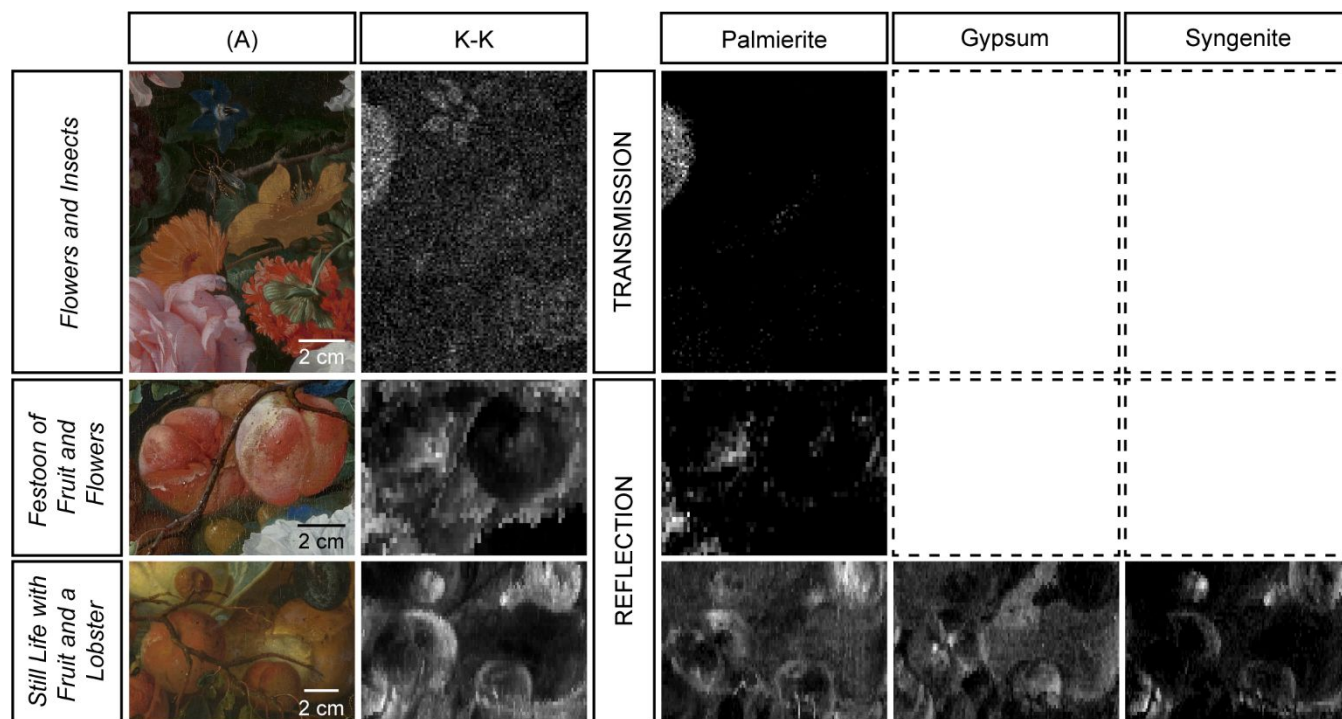 (A)
K-K
Palmierite
Gypsum
Syngenite
Flowers and Insects
2 cm
TRANSMISSION
Festoon of
Fruit and
Flowers
2 cm
REFLECTION
Still Life with
Fruit and a
Lobster
2 cm